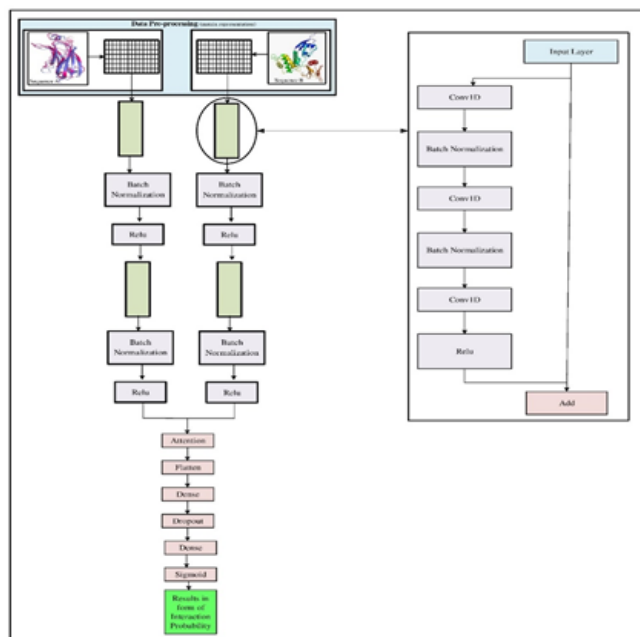 Data Pre-processing (matrix representation)
Batch
Normalization
Relu
Batch
Normalization
Relu
Batch
Normalization
Relu
Batch
Normalization
Relu
Attention
Flatten
Dense
Dropout
Dense
Sigmoid
Results in
form of
Interaction
Probability
Input Layer
Conv1D
Batch Normalization
Conv1D
Batch Normalization
Conv1D
Relu
Add